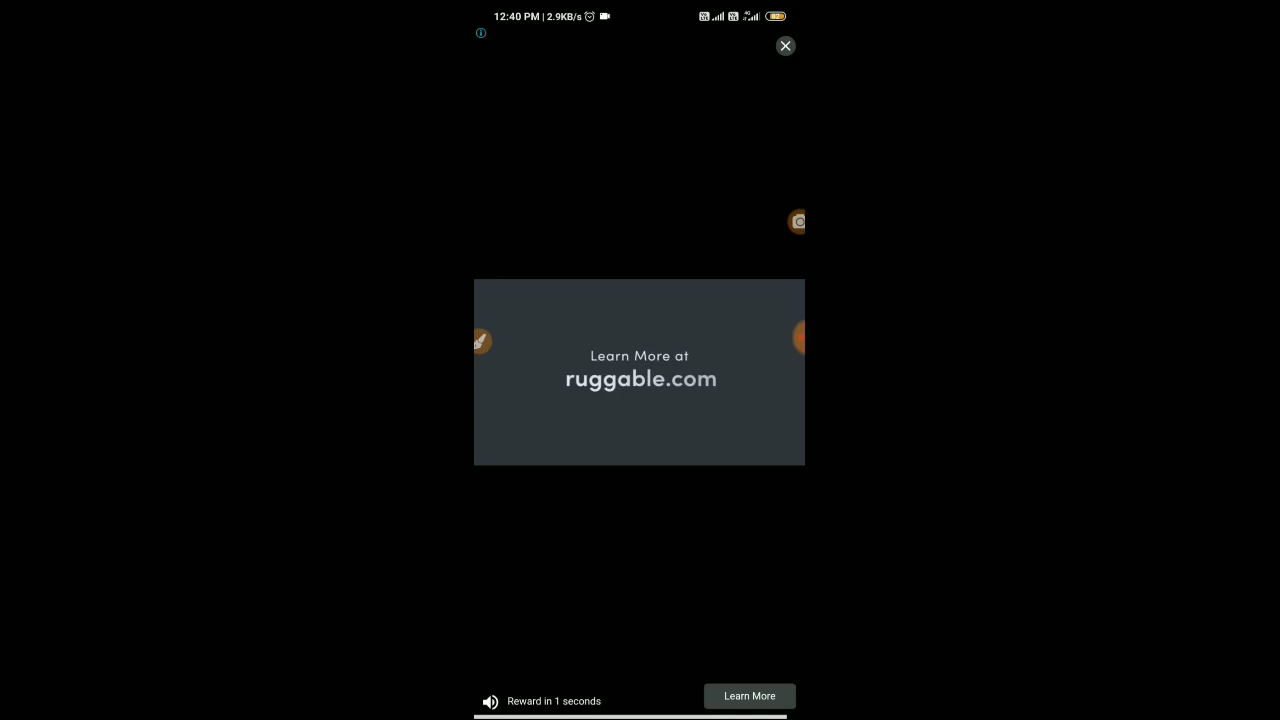 12:40 PM | 2.9KB/s
Learn More at
ruggable.com
Reward in 1 seconds
Learn More